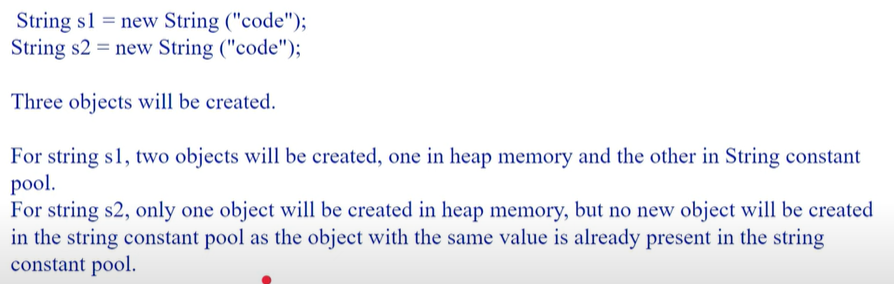 String s1 = new String ("code");
String s2 = new String ("code");
Three objects will be created.
For string s1, two objects will be created, one in heap memory and the other in String constant
pool.
For string s2, only one object will be created in heap memory, but no new object will be created
in the string constant pool as the object with the same value is already present in the string
constant pool.